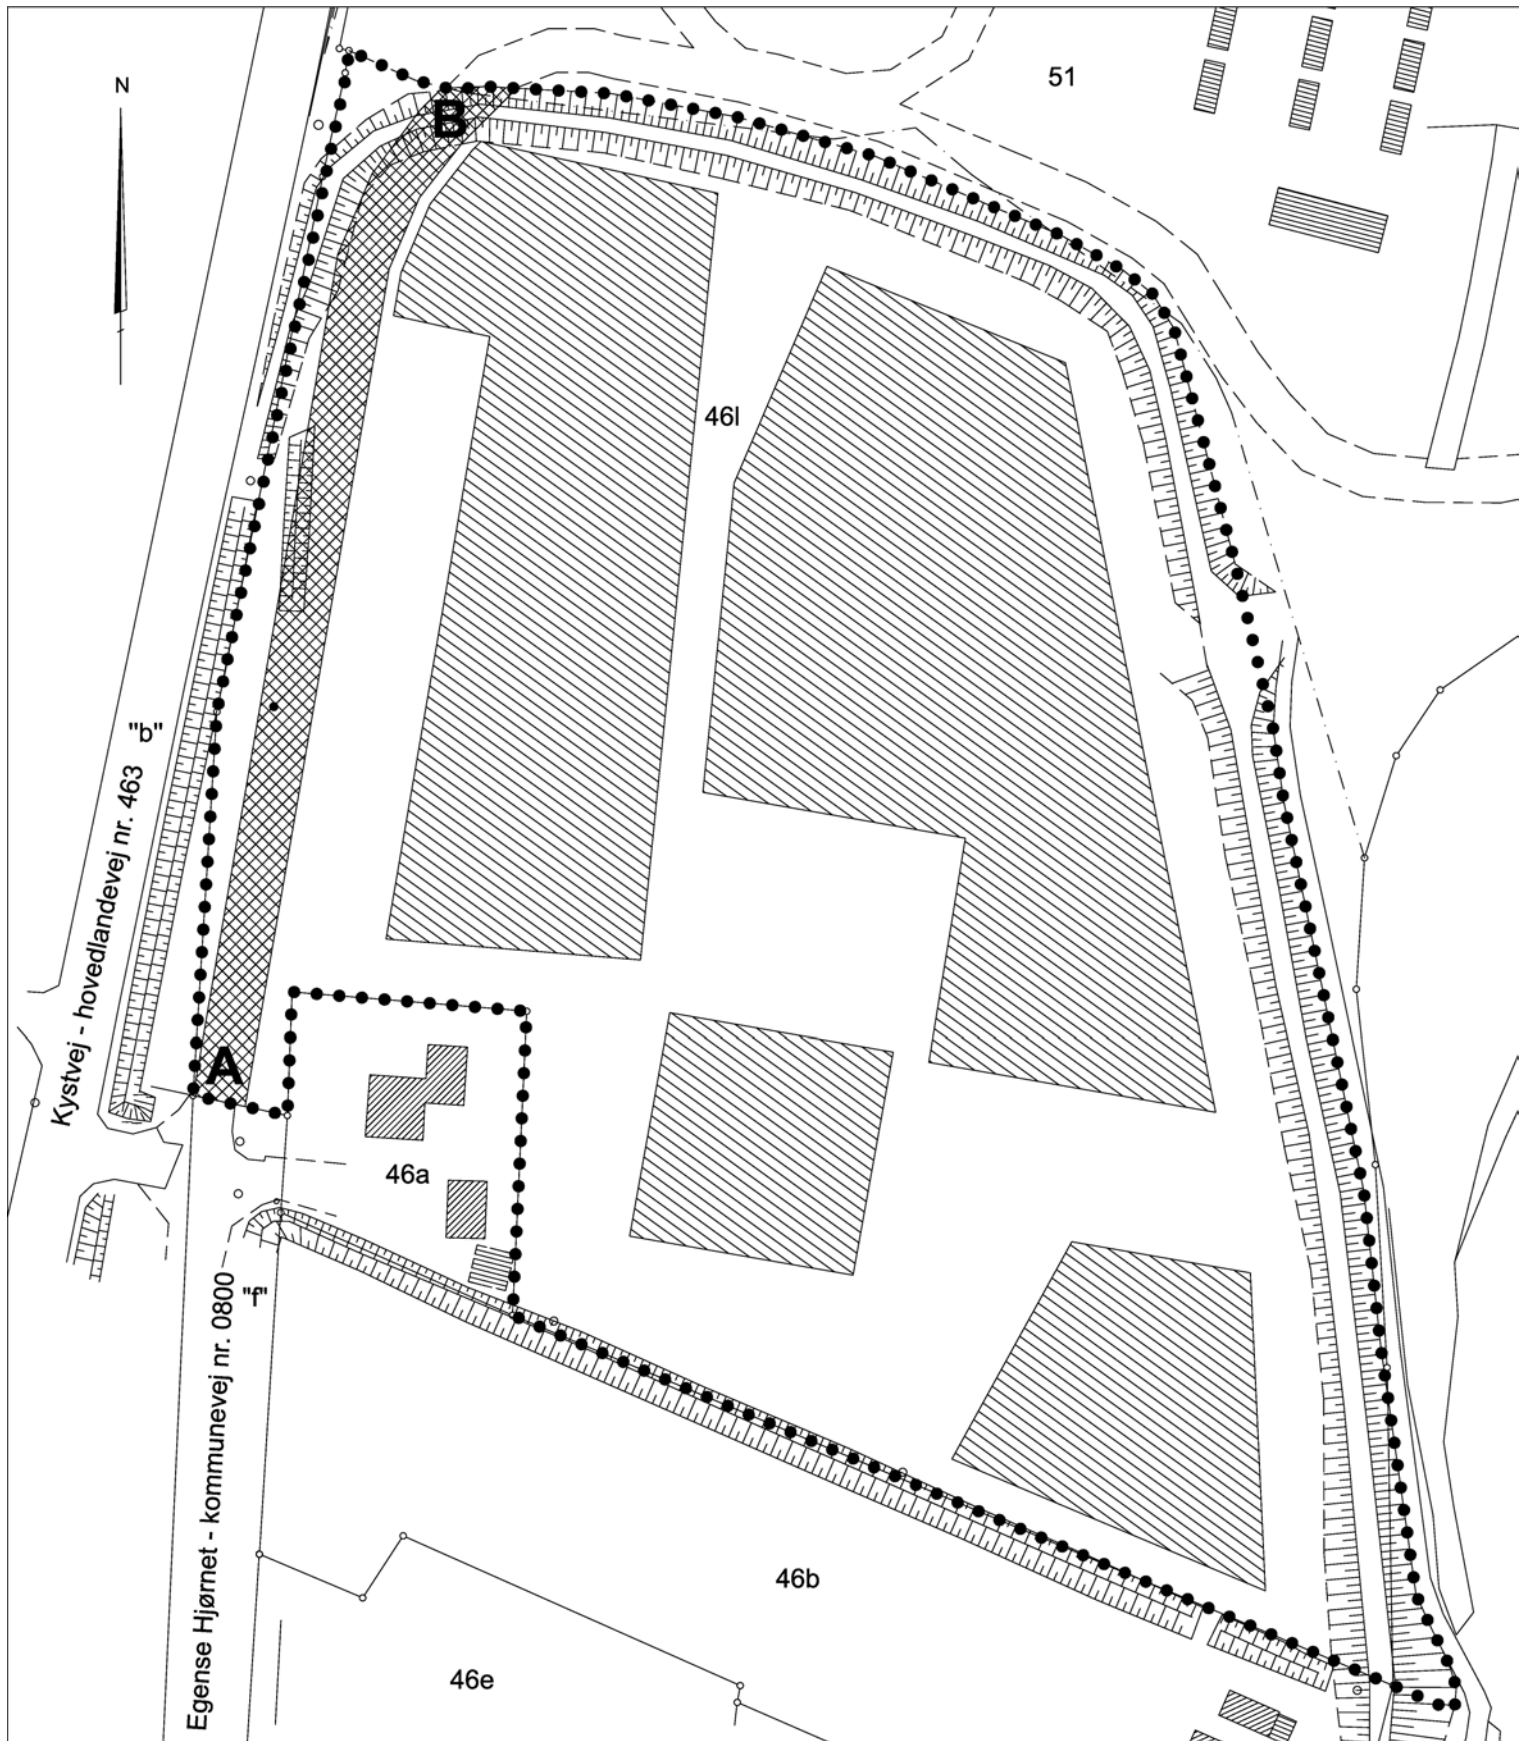 51
N
B
46l
"b"
Kystvej - hovedlandevej nr. 463
A
46a
"f"
Egense Hjørnet - kommunevej nr. 0800
46b
46e